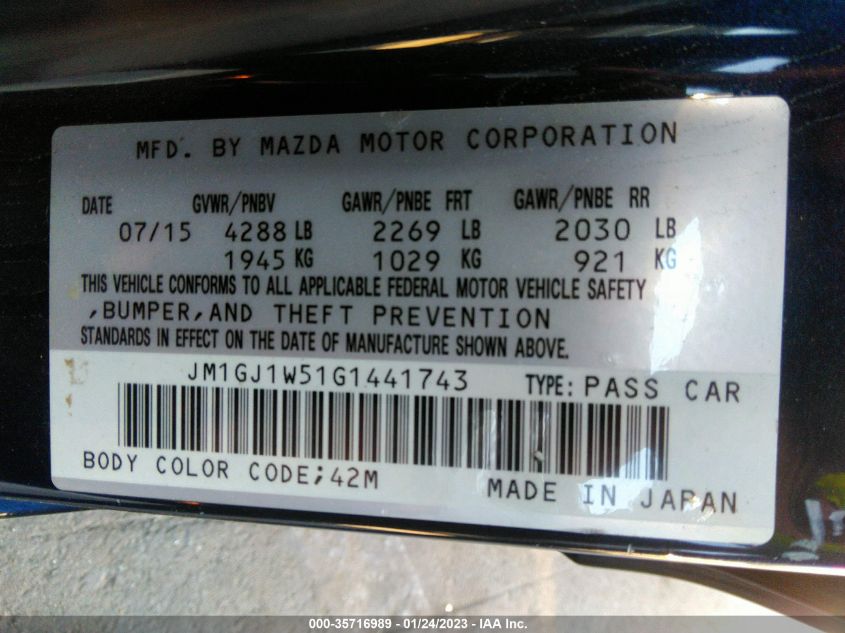 MFD. BY MAZDA MOTOR CORPORATION
DATE GVWR/PNBV GAWR/PNBE FRT GAWR/PNBE RR
07/15 4288 LB 2269 LB 2030 LB
1945 KG 1029 KG 921 KG
THIS VEHICLE CONFORMS TO ALL APPLICABLE FEDERAL MOTOR VEHICLE SAFETY
,BUMPER,AND THEFT PREVENTION
STANDARDS IN EFFECT ON THE DATE OF MANUFACTURE SHOWN ABOVE.
JM1GJ1W51G1441743 TYPE: PASS CAR
BODY COLOR CODE;42M
MADE IN JAPAN
000-35716989 - 01/24/2023 - IAA Inc.